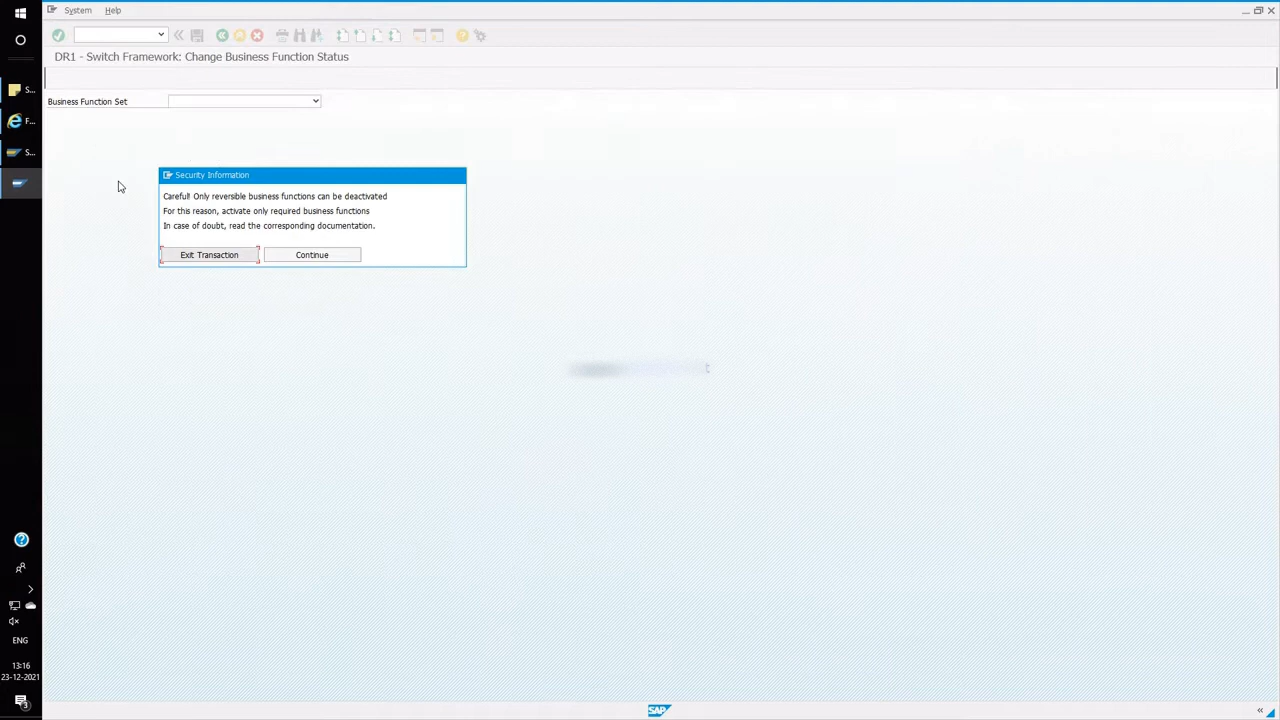 System Help
DR1 - Switch Framework: Change Business Function Status
S...
Business Function Set
F...
S...
Security Information
Careful! Only reversible business functions can be deactivated
For this reason, activate only required business functions
In case of doubt, read the corresponding documentation.
Exit Transaction Continue
ENG
13:16
23-12-2021
3
SAP